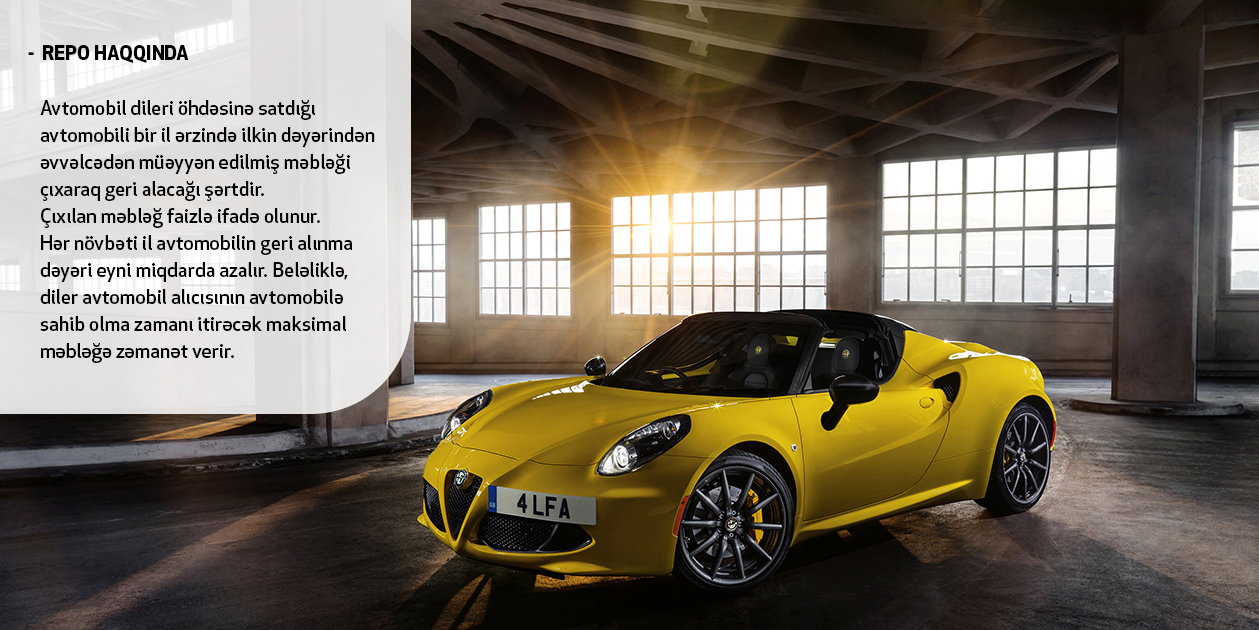 - REPO HAQQINDA
Avtomobil dileri öhdəsinə satdığı
avtomobili bir il ərzində ilkin dəyərindən
əvvəlcədən müəyyən edilmiş məbləği
çıxaraq geri alacağı şərtdir.
Çıxılan məbləğ faizlə ifadə olunur.
Hər növbəti il avtomobilin geri alınma
dəyəri eyni miqdarda azalır. Beləliklə,
diler avtomobil alıcısının avtomobilə
sahib olma zamanı itirəcək maksimal
məbləğə zəmanət verir.
4 LFA